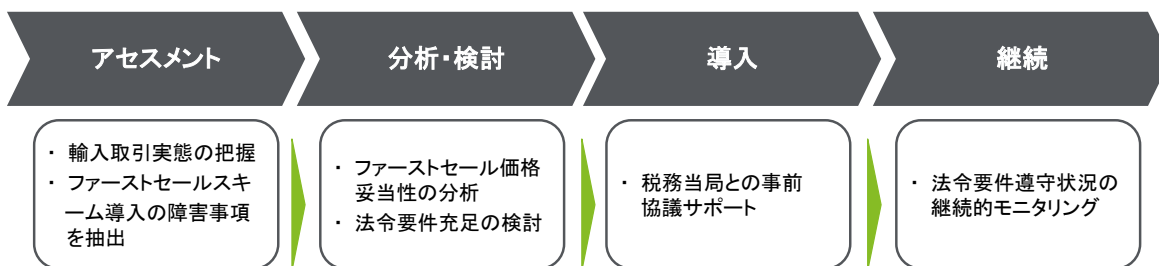 アセスメント
分析・検討
導入
継続
・ 輸入取引実態の把握
・ ファーストセールスキ
ーム導入の障害事項
を抽出
・ ファーストセール価格
妥当性の分析
・ 法令要件充足の検討
・ 税務当局との事前
協議サポート
・ 法令要件遵守状況の
継続的モニタリング